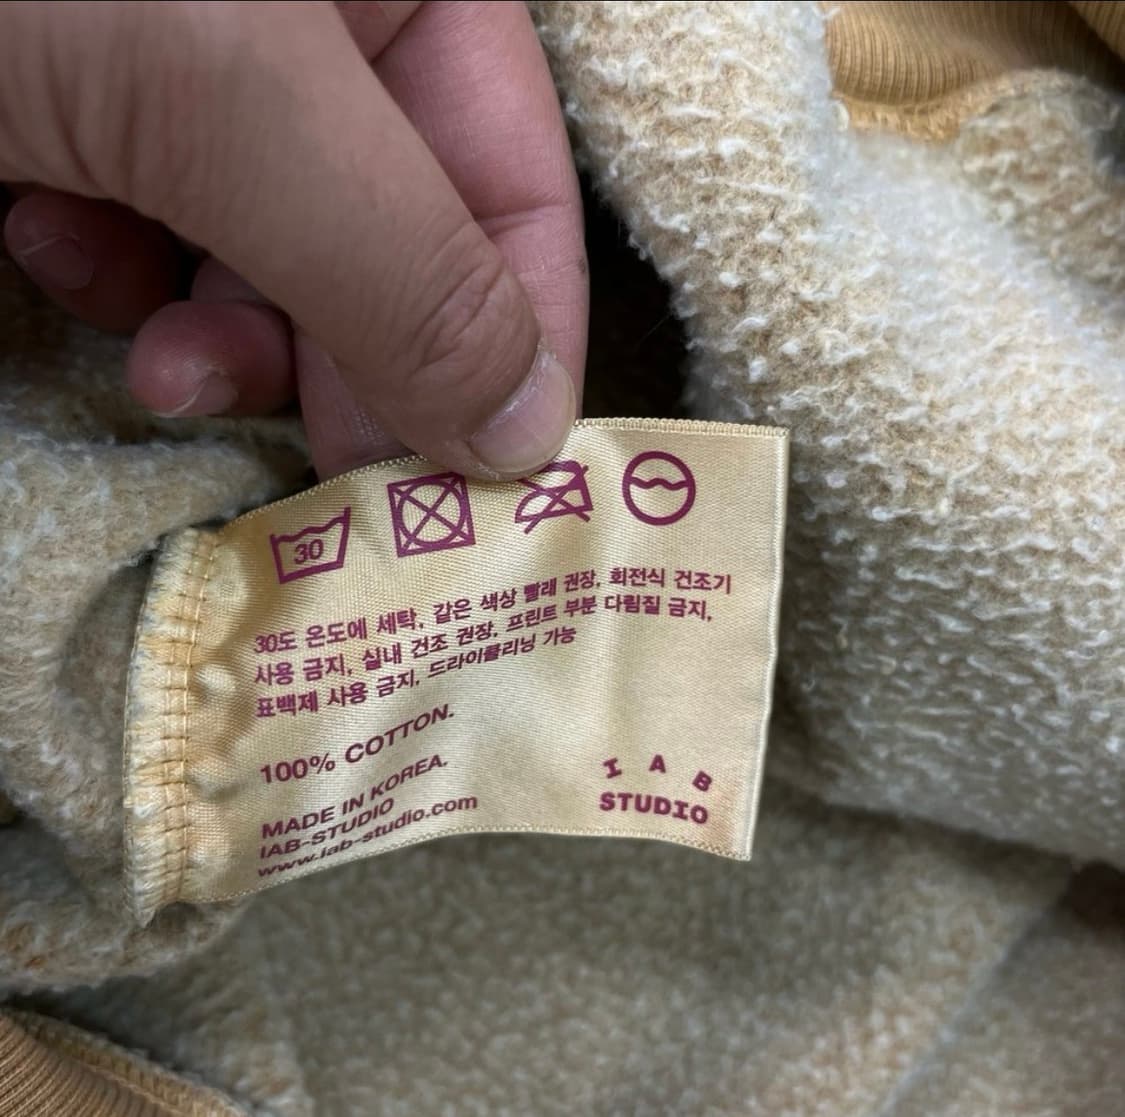 30
30도 온도에 세탁, 같은 색상 빨래 권장, 회전식 건조기
사용 금지, 실내 건조 권장, 프린트 부분 다림질 금지,
표백제 사용 금지, 드라이클리닝 가능
100% COTTON.
MADE IN KOREA.
IAB-STUDIO
www.iab-studio.com
I A B
STUDIO